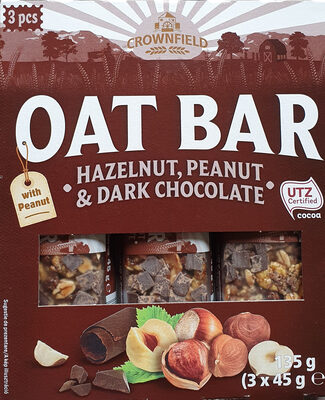 3 pcs
CROWNFIELD
OAT BAR
HAZELNUT, PEANUT
& DARK CHOCOLATE
with
Peanut
UTZ
Certified
cocoa
135 g
(3 x 45 g e